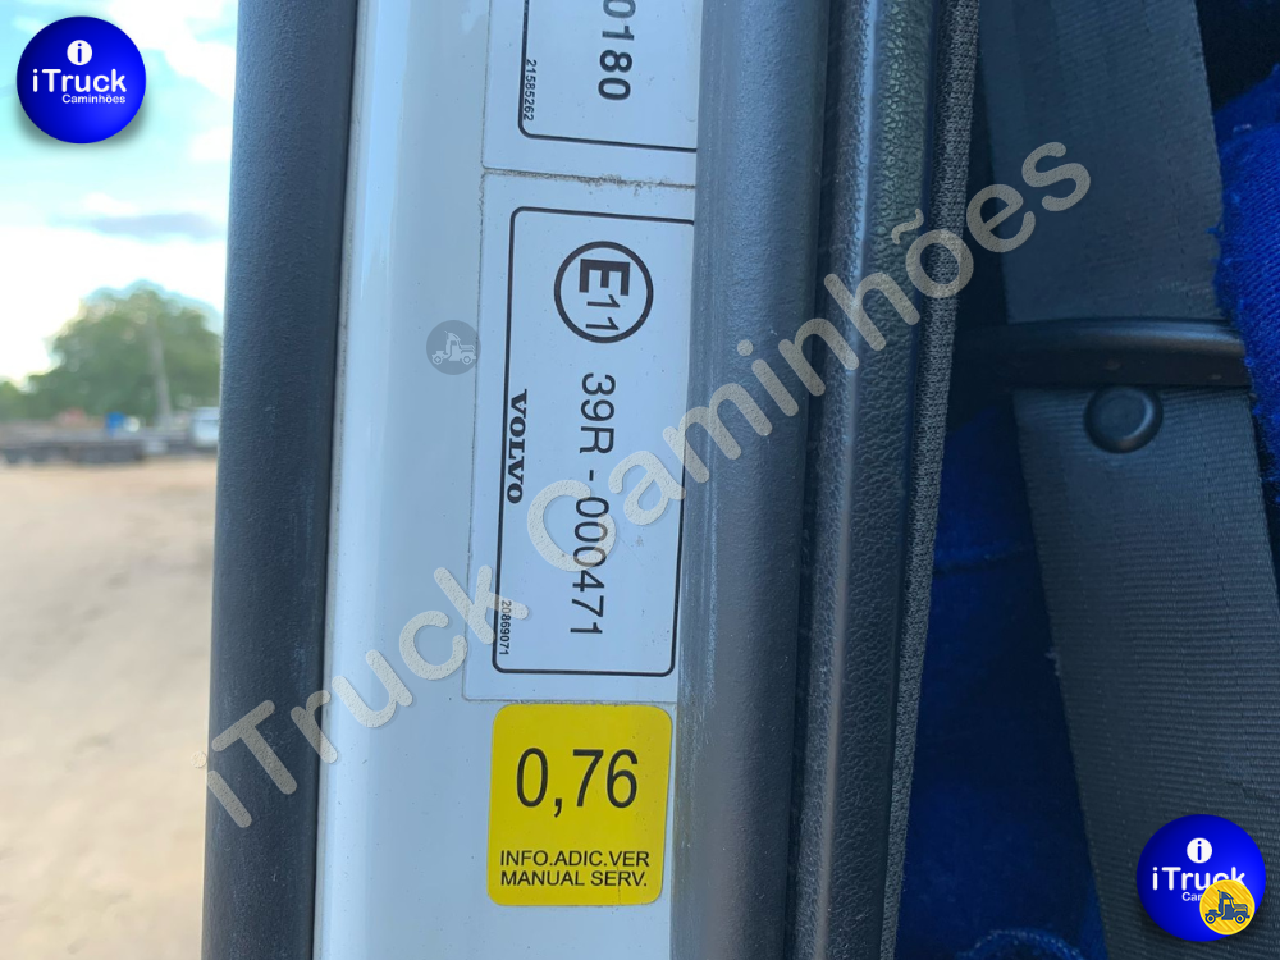 i
iTruck
Caminhões
0180
21585262
E11
39R - 000471
VOLVO
20869071
iTruck Caminhões
0,76
INFO.ADIC.VER
MANUAL SERV.
i
iTruck